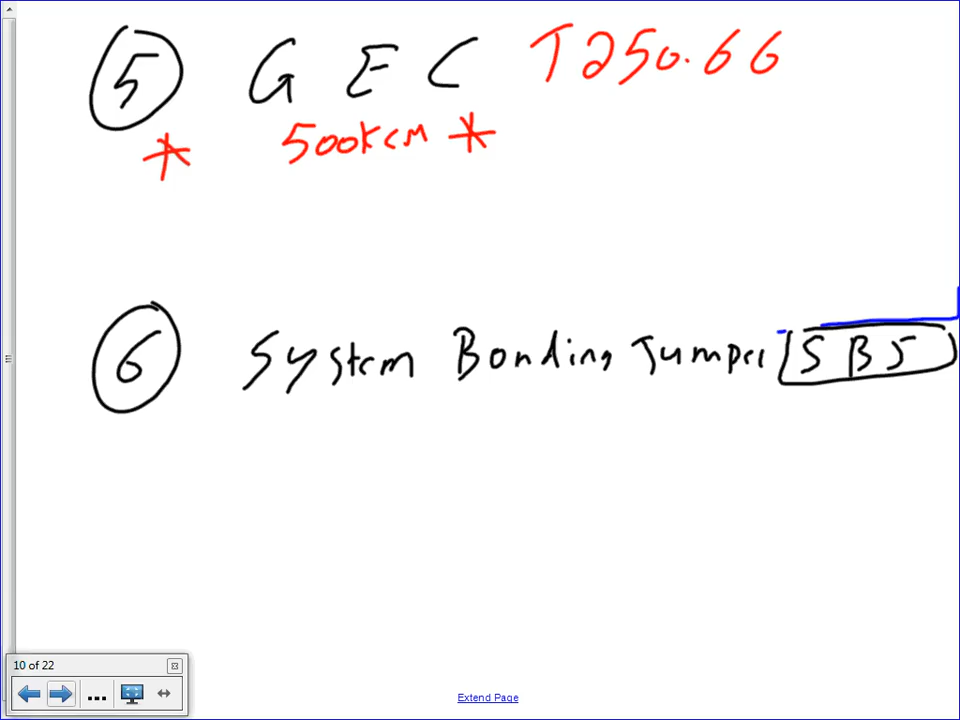 5 GEC T250.66
* 500kcm *
6 System Bonding Jumper SBJ
10 of 22
Extend Page